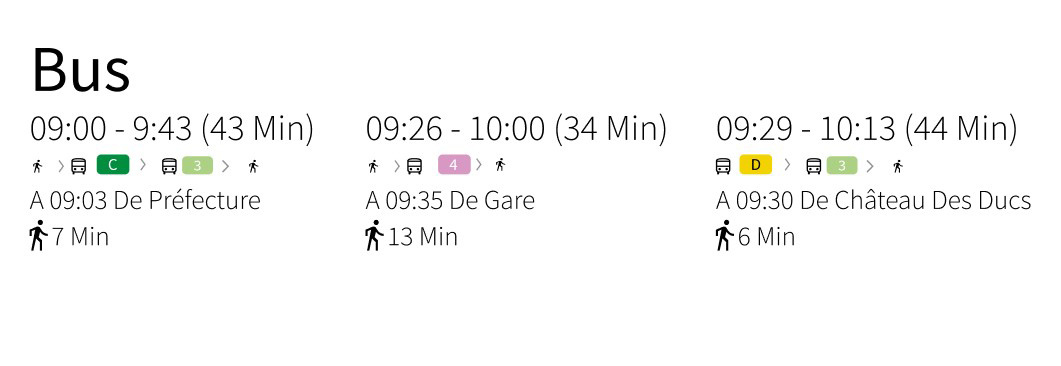 Bus
09:00 - 9:43 (43 Min)
C
3
A 09:03 De Préfecture
7 Min
09:26 - 10:00 (34 Min)
4
A 09:35 De Gare
13 Min
09:29 - 10:13 (44 Min)
D
3
A 09:30 De Château Des Ducs
6 Min